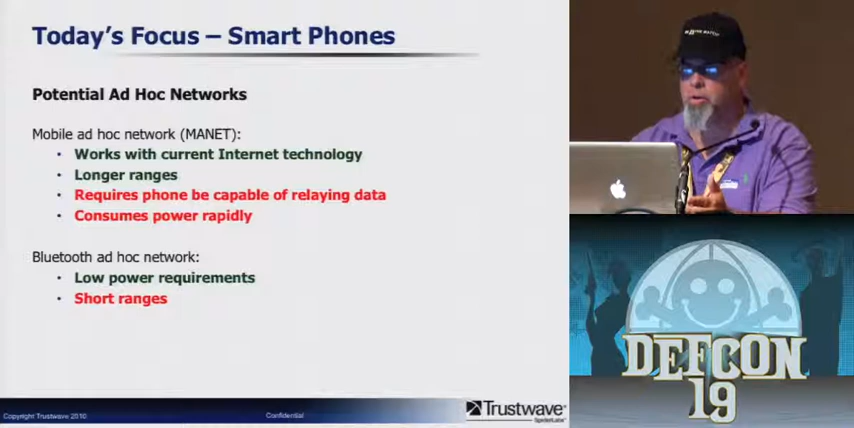 Today's Focus – Smart Phones
Potential Ad Hoc Networks
Mobile ad hoc network (MANET):
• Works with current Internet technology
• Longer ranges
• Requires phone be capable of relaying data
• Consumes power rapidly
Bluetooth ad hoc network:
• Low power requirements
• Short ranges
Copyright Trustwave 2010
Confidential
Trustwave®
SpiderLabs®
DEFCON
19